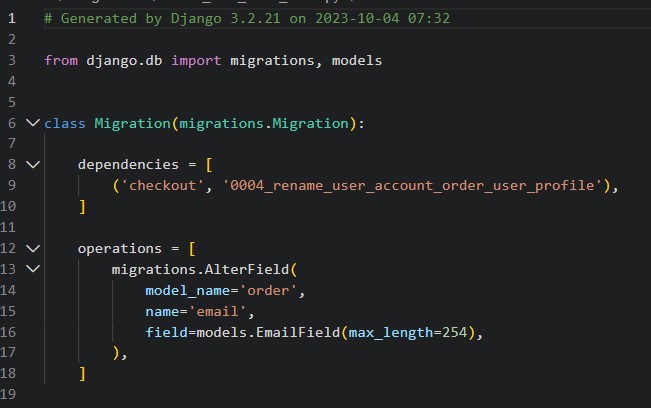 1 # Generated by Django 3.2.21 on 2023-10-04 07:32
2
3 from django.db import migrations, models
4
5
6 class Migration(migrations.Migration):
7
8     dependencies = [
9         ('checkout', '0004_rename_user_account_order_user_profile'),
10     ]
11
12     operations = [
13         migrations.AlterField(
14             model_name='order',
15             name='email',
16             field=models.EmailField(max_length=254),
17         ),
18     ]
19